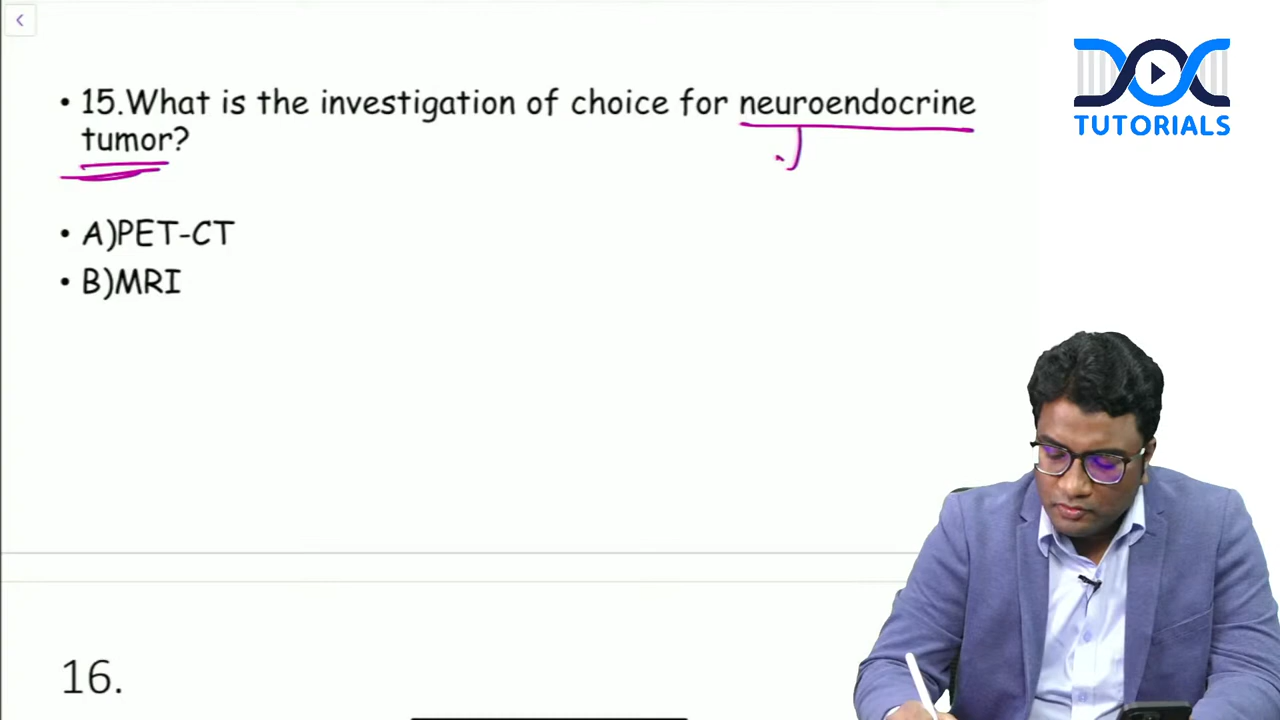 • 15.What is the investigation of choice for neuroendocrine
tumor?
• A)PET-CT
• B)MRI
16.
TUTORIALS